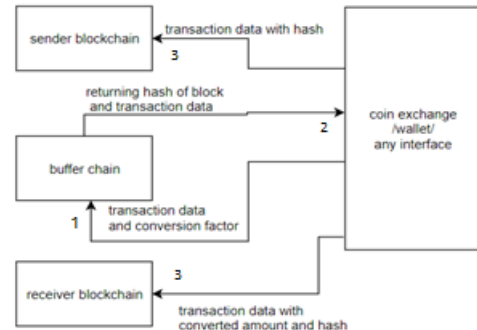 sender blockchain
transaction data with hash
3
returning hash of block
and transaction data
2
coin exchange
/wallet/
any interface
buffer chain
1
transaction data
and conversion factor
3
receiver blockchain
transaction data with
converted amount and hash